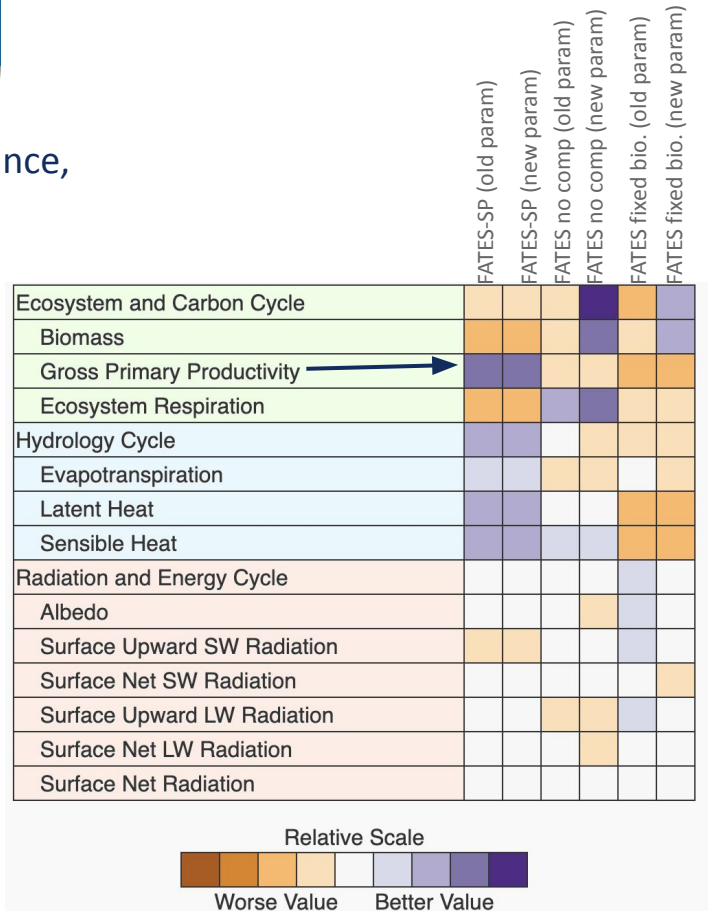 nce,
FATES-SP (old param)
FATES-SP (new param)
FATES no comp (old param)
FATES no comp (new param)
FATES fixed bio. (old param)
FATES fixed bio. (new param)
Ecosystem and Carbon Cycle
Biomass
Gross Primary Productivity
Ecosystem Respiration
Hydrology Cycle
Evapotranspiration
Latent Heat
Sensible Heat
Radiation and Energy Cycle
Albedo
Surface Upward SW Radiation
Surface Net SW Radiation
Surface Upward LW Radiation
Surface Net LW Radiation
Surface Net Radiation
Relative Scale
Worse Value Better Value